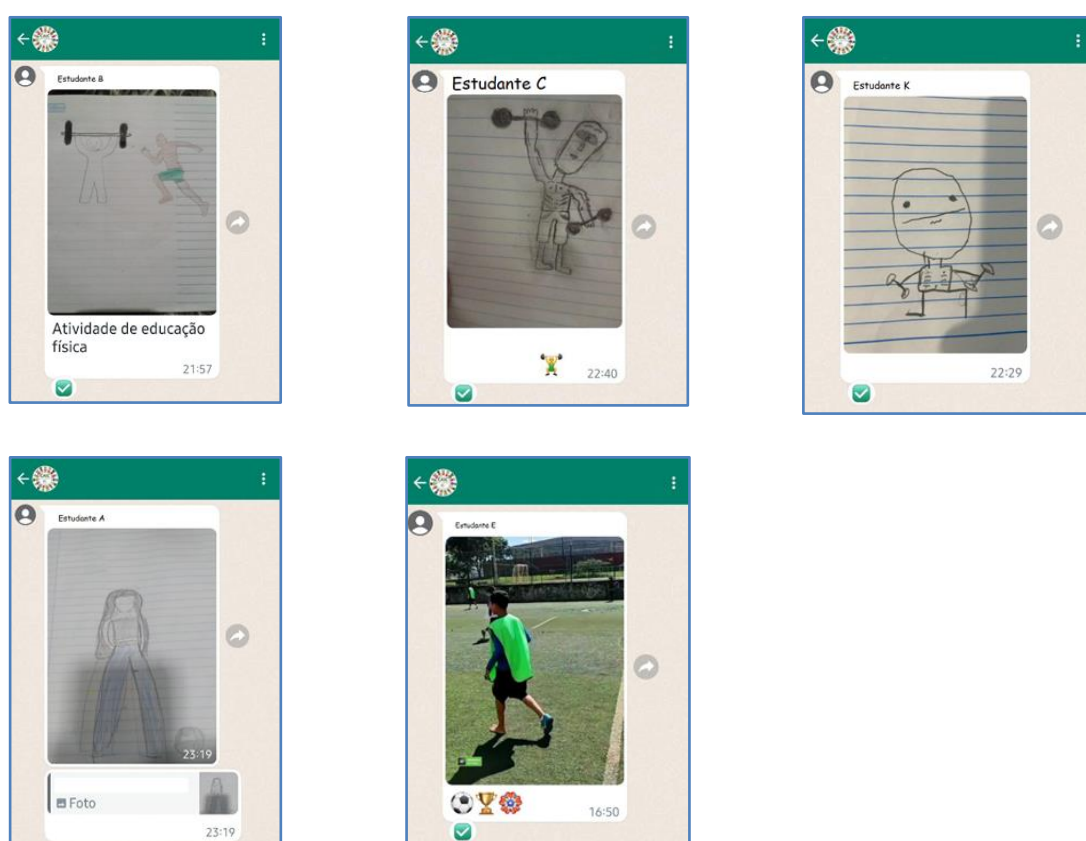 Estudante B
Atividade de educação
física
21:57
Estudante C
22:40
Estudante K
22:29
Estudante A
23:19
Foto
23:19
Estudante E
16:50